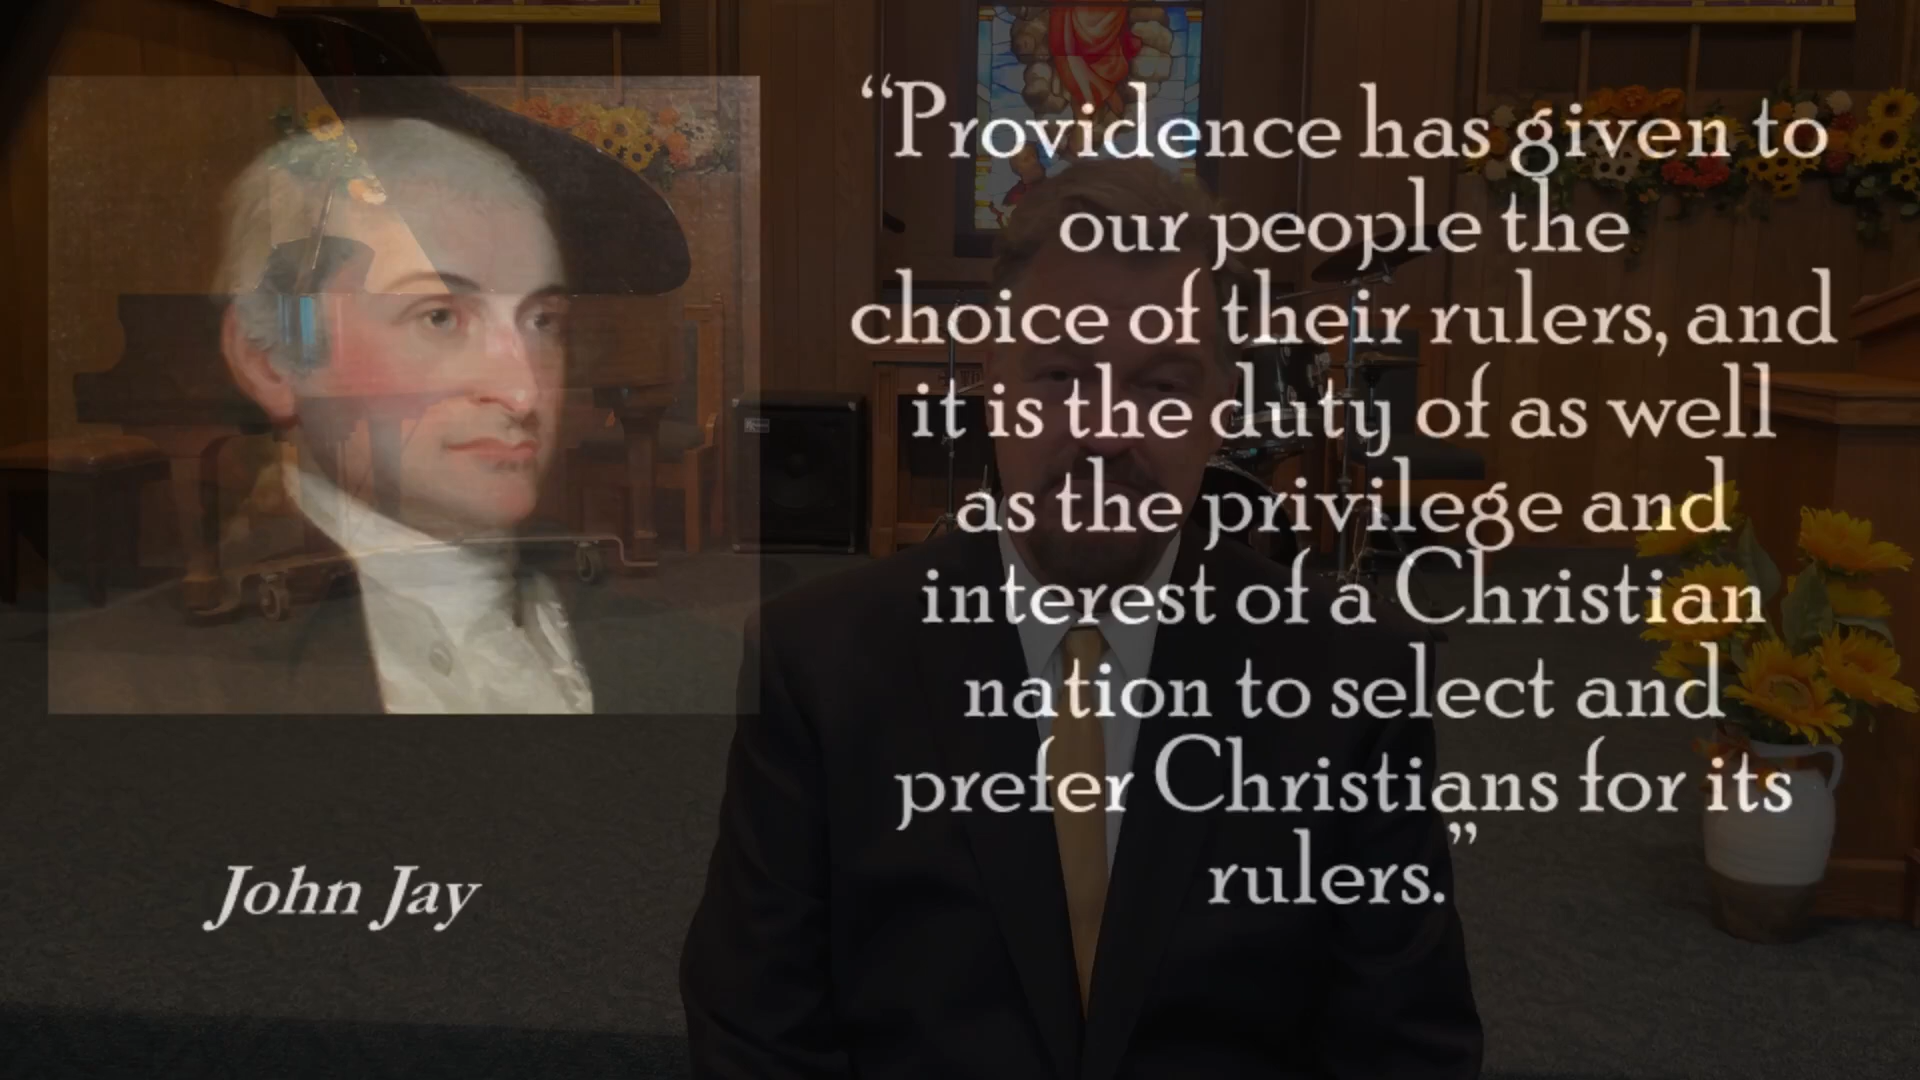 “Providence has given to
our people the
choice of their rulers, and
it is the duty of as well
as the privilege and
interest of a Christian
nation to select and
prefer Christians for its
rulers.”
John Jay